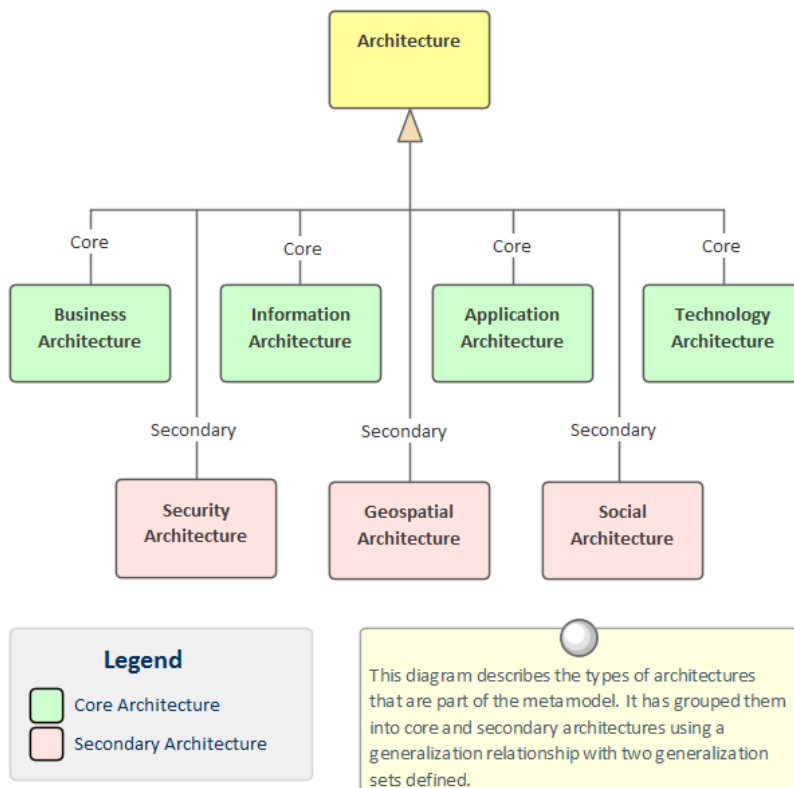 Architecture
Core
Core
Core
Core
Business
Architecture
Information
Architecture
Application
Architecture
Technology
Architecture
Secondary
Secondary
Secondary
Security
Architecture
Geospatial
Architecture
Social
Architecture
Legend
Core Architecture
Secondary Architecture
This diagram describes the types of architectures
that are part of the metamodel. It has grouped them
into core and secondary architectures using a
generalization relationship with two generalization
sets defined.